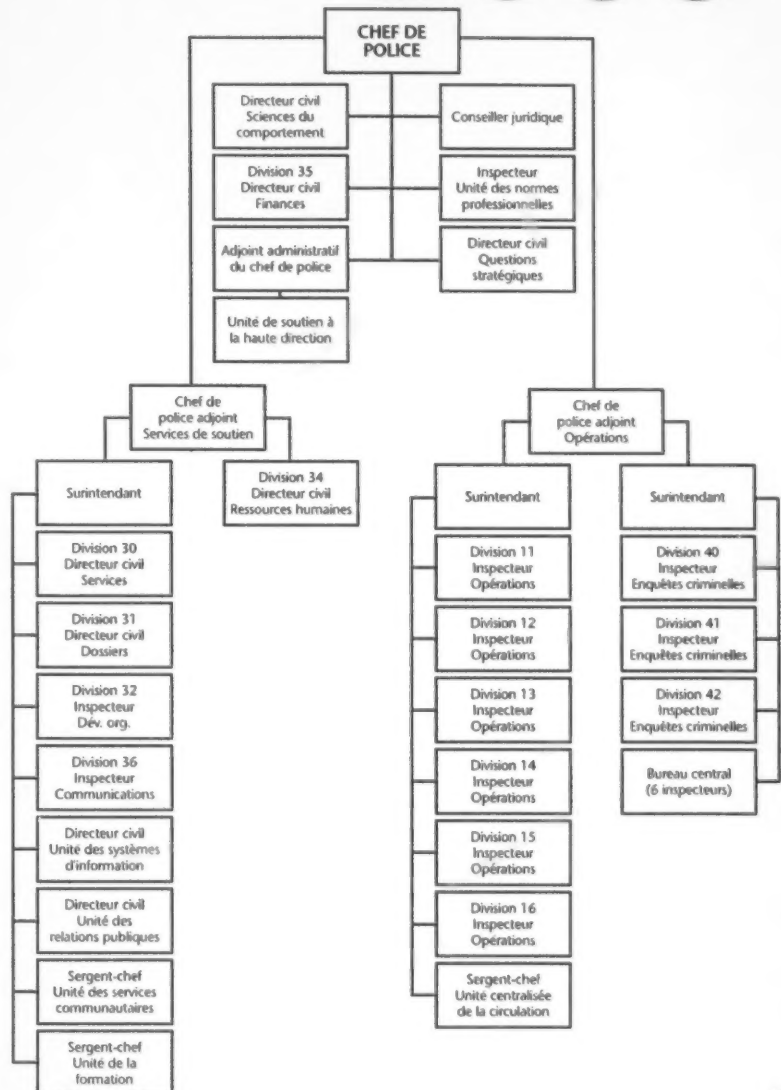 CHEF DE
POLICE
Directeur civil
Sciences du
comportement
Conseiller juridique
Division 35
Directeur civil
Finances
Inspecteur
Unité des normes
professionnelles
Adjoint administratif
du chef de police
Directeur civil
Questions
stratégiques
Unité de soutien à
la haute direction
Chef de
police adjoint
Services de soutien
Chef de
police adjoint
Opérations
Surintendant
Division 34
Directeur civil
Ressources humaines
Division 30
Directeur civil
Services
Division 31
Directeur civil
Dossiers
Division 32
Inspecteur
Dév. org.
Division 36
Inspecteur
Communications
Directeur civil
Unité des systèmes
d'information
Directeur civil
Unité des
relations publiques
Sergent-chef
Unité des services
communautaires
Sergent-chef
Unité de la
formation
Surintendant
Division 11
Inspecteur
Opérations
Division 12
Inspecteur
Opérations
Division 13
Inspecteur
Opérations
Division 14
Inspecteur
Opérations
Division 15
Inspecteur
Opérations
Division 16
Inspecteur
Opérations
Sergent-chef
Unité centralisée
de la circulation
Surintendant
Division 40
Inspecteur
Enquêtes criminelles
Division 41
Inspecteur
Enquêtes criminelles
Division 42
Inspecteur
Enquêtes criminelles
Bureau central
(6 inspecteurs)